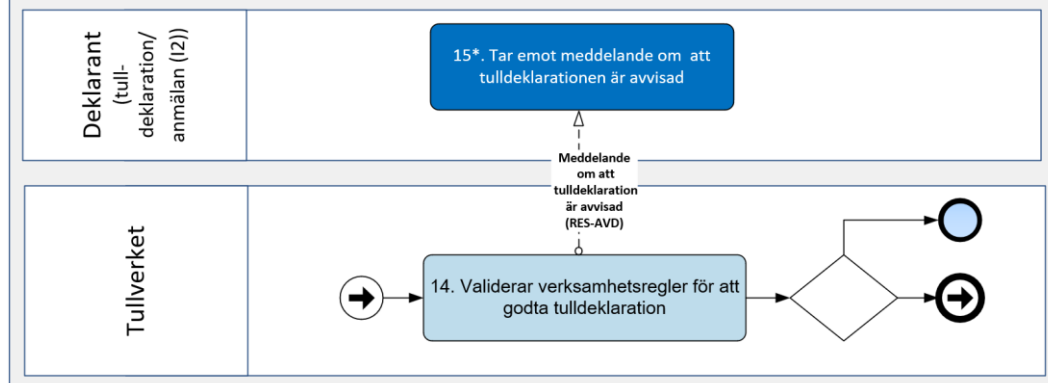 Deklarant
(tull-
deklaration/
anmälan (I2))
15*. Tar emot meddelande om att
tulldeklarationen är avvisad
Meddelande
om att
tulldeklaration
är avvisad
(RES-AVD)
Tullverket
14. Validerar verksamhetsregler för att
godta tulldeklaration